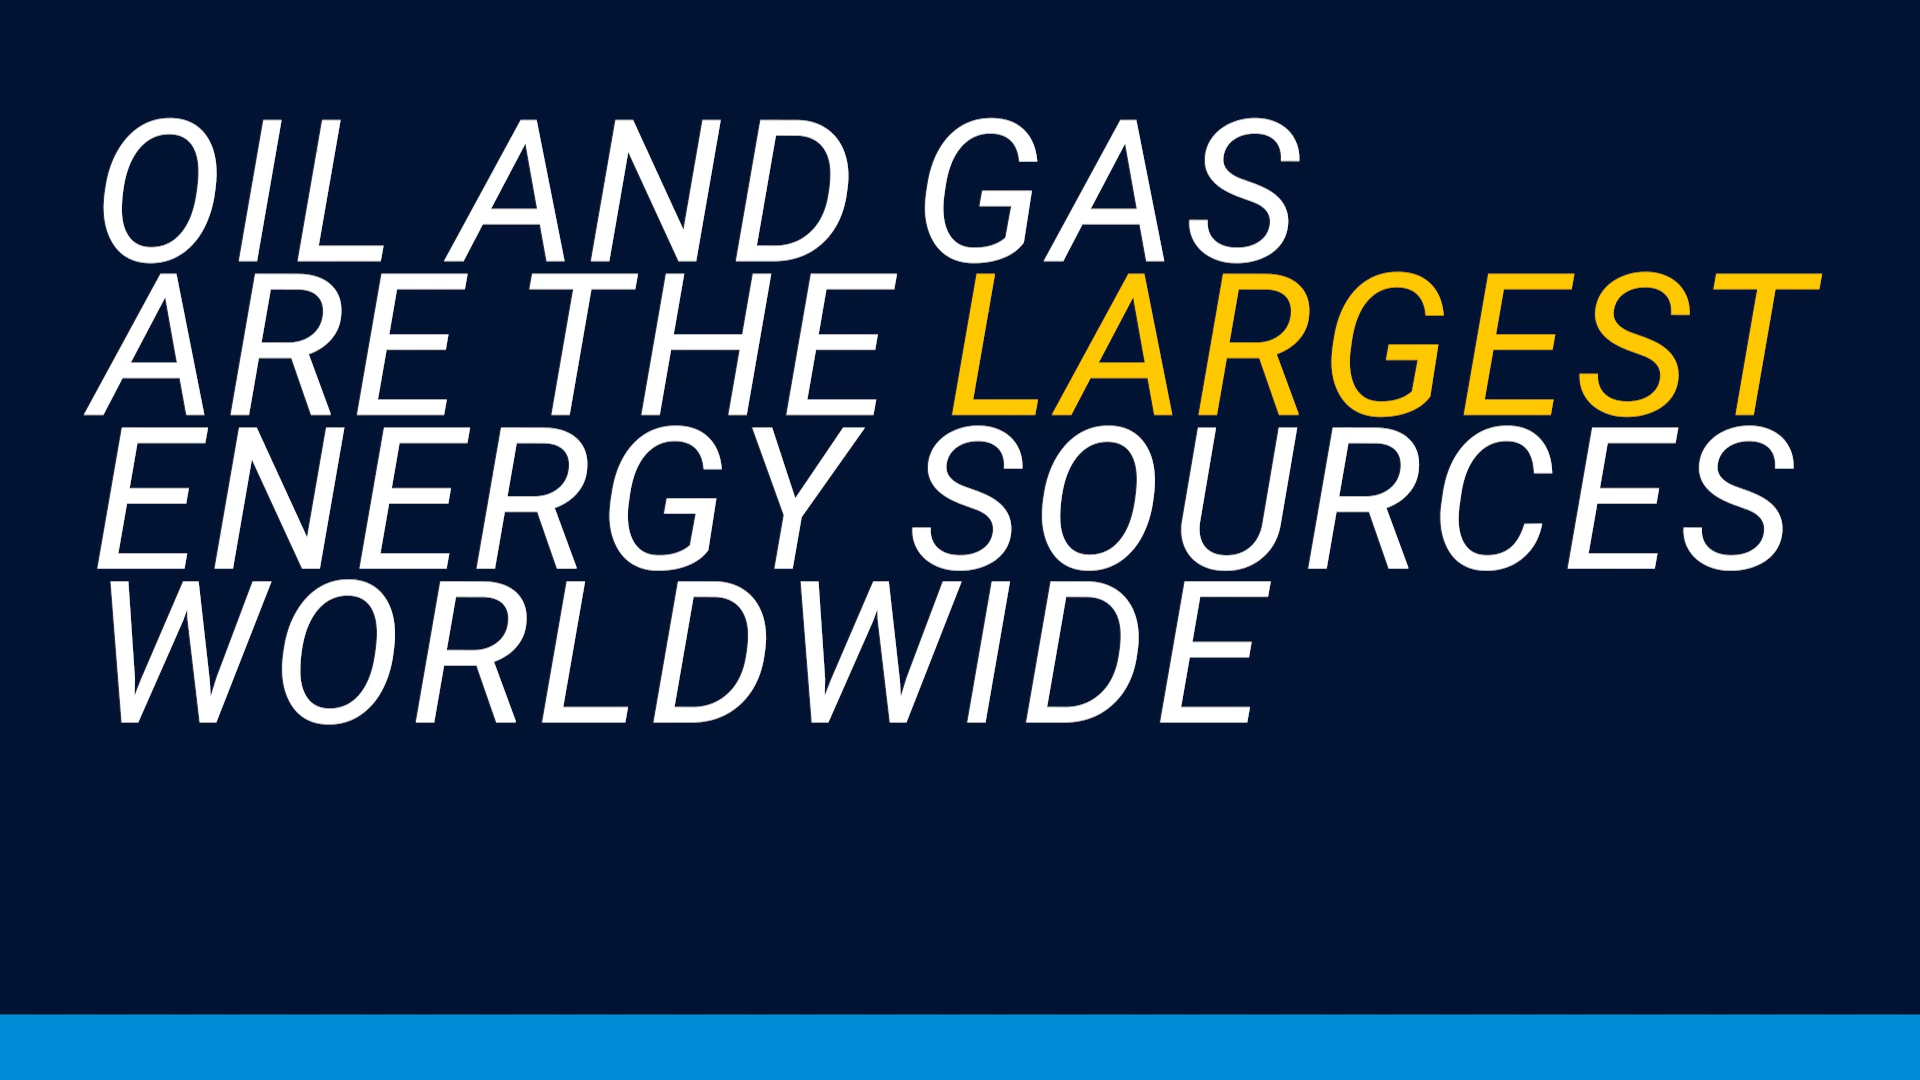 OIL AND GAS
ARE THE LARGEST
ENERGY SOURCES
WORLDWIDE